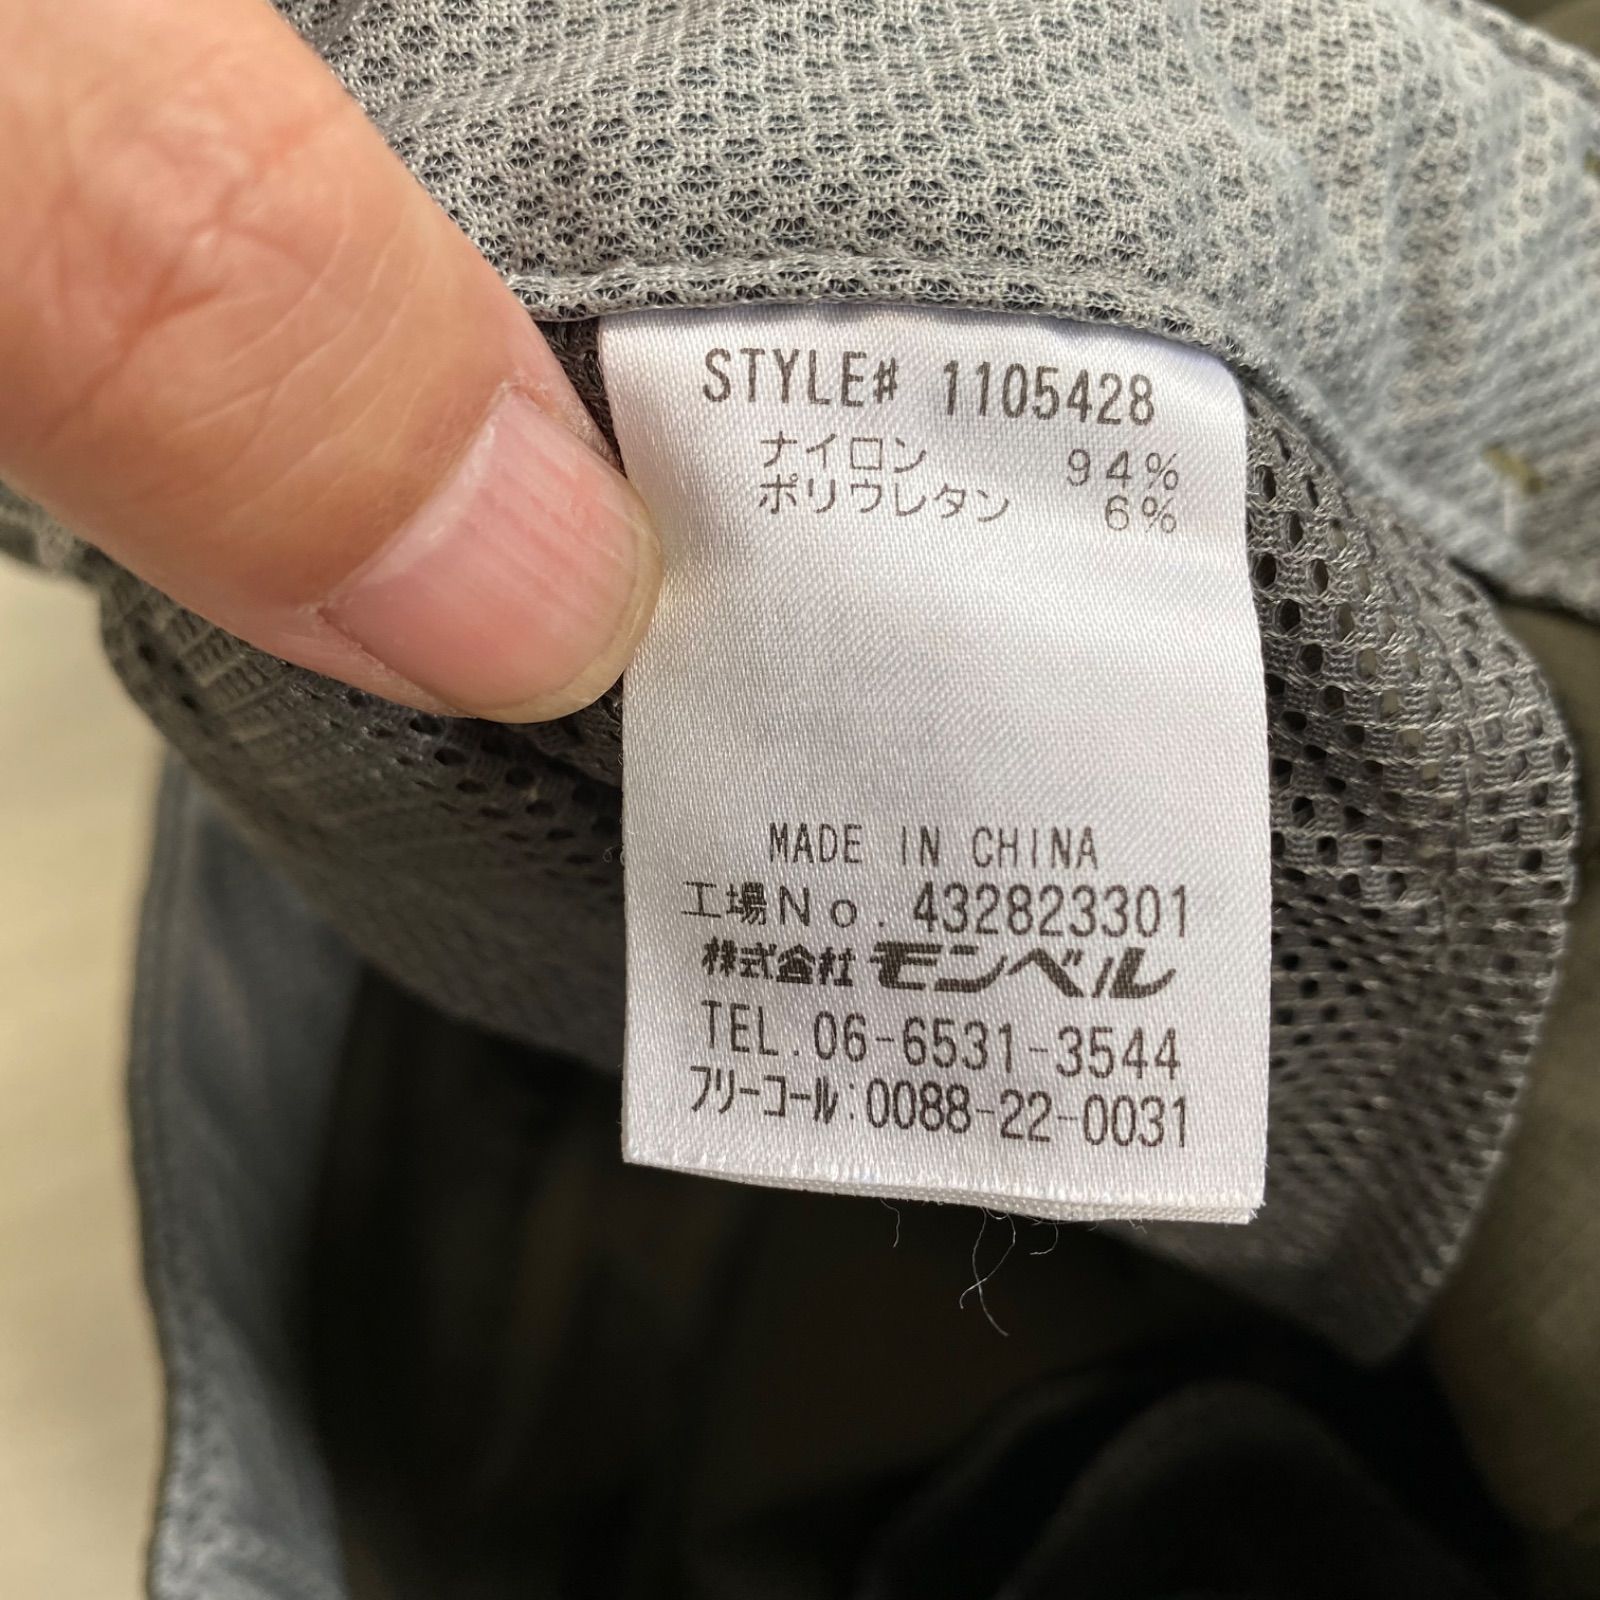 STYLE# 1105428
ナイロン 94%
ポリウレタン 6%
MADE IN CHINA
工場No. 432823301
株式会社 モンベル
TEL. 06-6531-3544
フリーコール:0088-22-0031